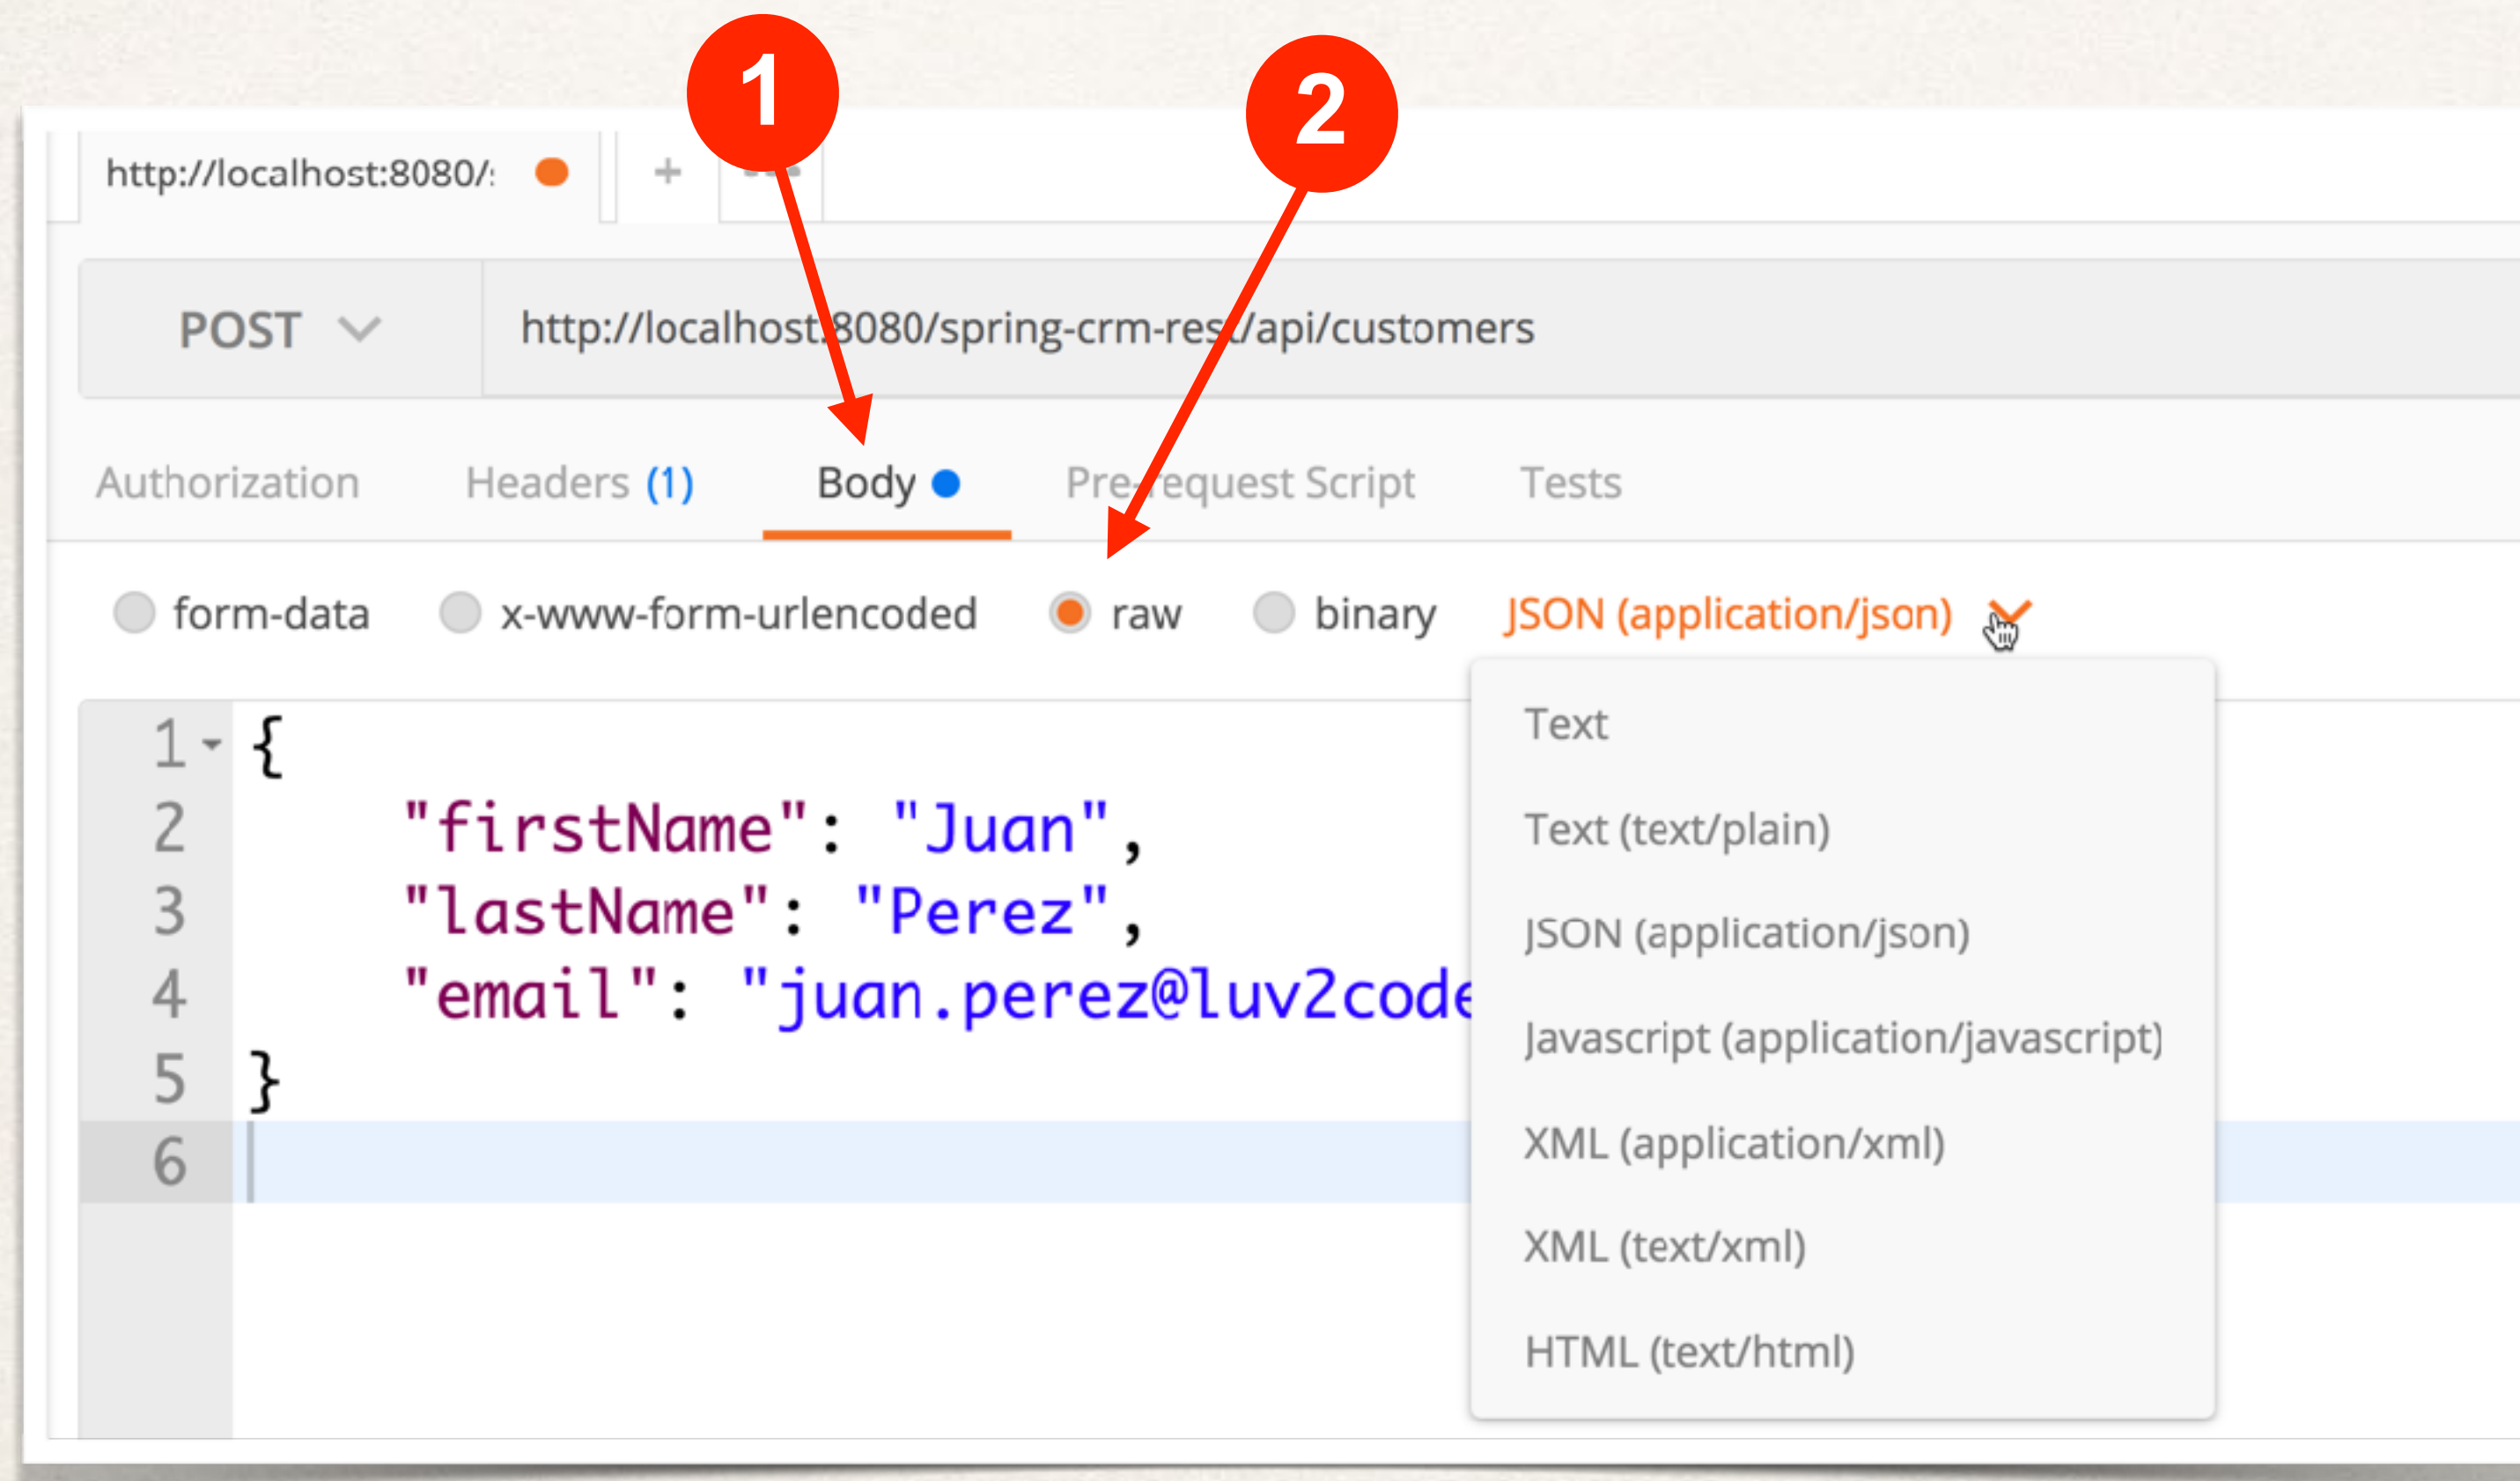 1
2
http://localhost:8080/:
+
POST
http://localhost:8080/spring-crm-rest/api/customers
Authorization Headers (1) Body Pre-request Script Tests
form-data x-www-form-urlencoded raw binary JSON (application/json)
1 {
2 "firstName": "Juan",
3 "lastName": "Perez",
4 "email": "juan.perez@luv2code
5 }
6
Text
Text (text/plain)
JSON (application/json)
Javascript (application/javascript)
XML (application/xml)
XML (text/xml)
HTML (text/html)